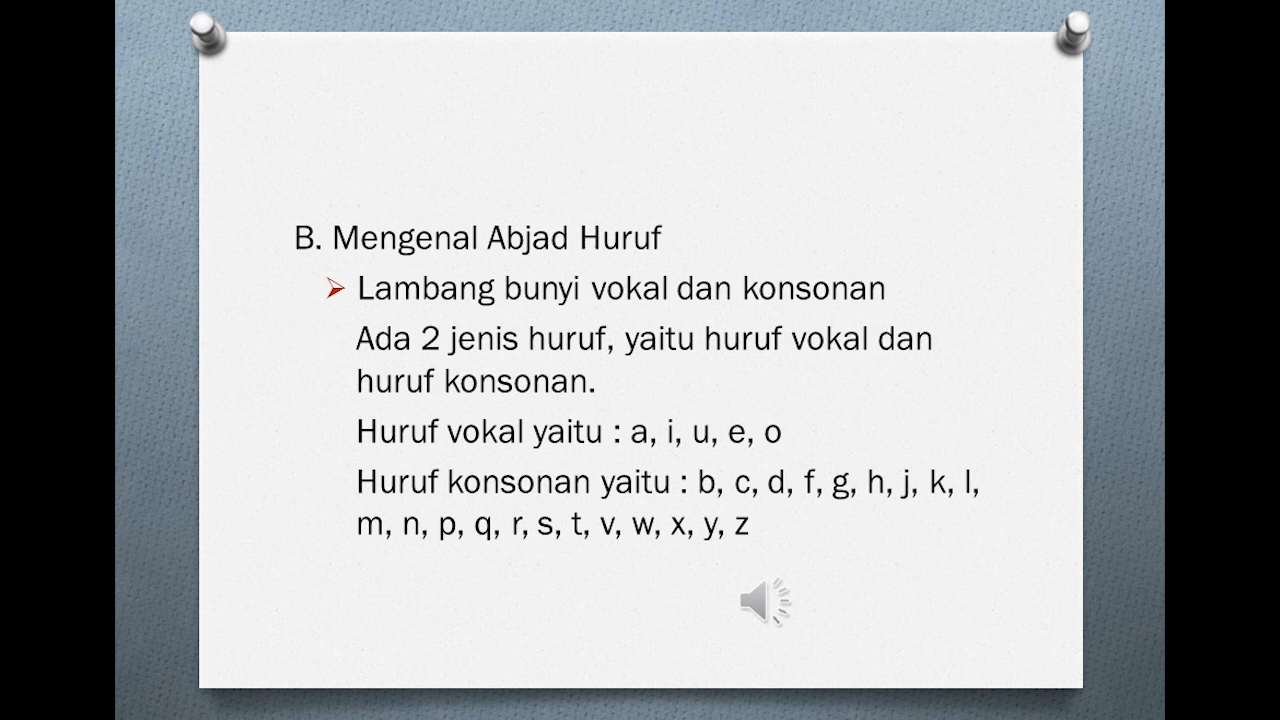 B. Mengenal Abjad Huruf
Lambang bunyi vokal dan konsonan
Ada 2 jenis huruf, yaitu huruf vokal dan
huruf konsonan.
Huruf vokal yaitu : a, i, u, e, o
Huruf konsonan yaitu : b, c, d, f, g, h, j, k, l,
m, n, p, q, r, s, t, v, w, x, y, z